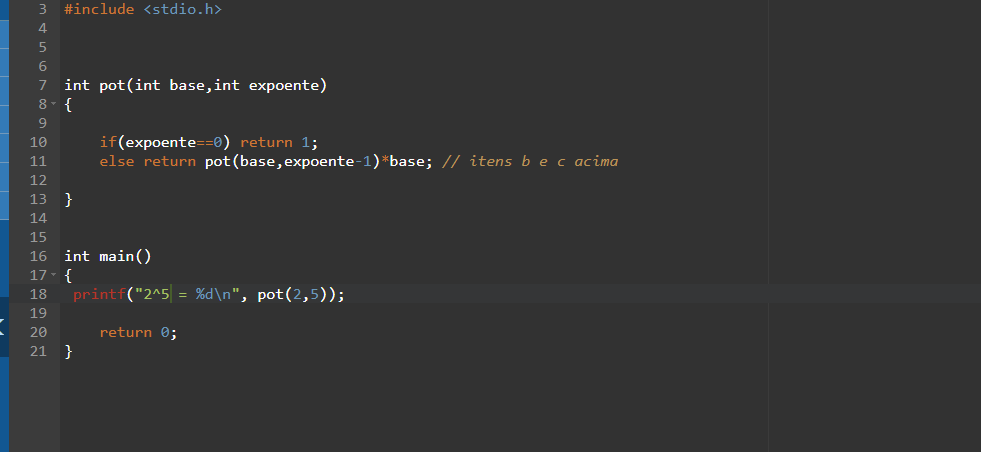 3 #include <stdio.h>
4
5
6
7 int pot(int base,int expoente)
8 {
9
10     if(expoente==0) return 1;
11     else return pot(base,expoente-1)*base; // itens b e c acima
12
13 }
14
15
16 int main()
17 {
18  printf("2^5 = %d\n", pot(2,5));
19
20     return 0;
21 }